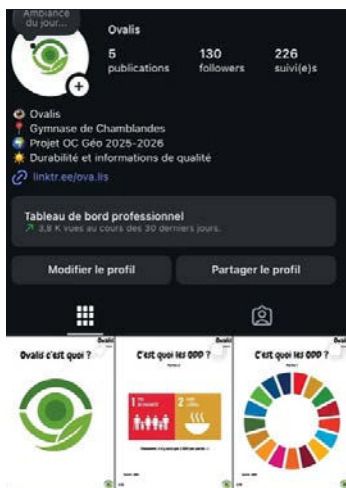 Ambiance
du jour...
Ovalis
5 130 226
publications followers suivi(e)s
Ovalis
Gymnase de Chamblandes
Projet OC Géo 2025-2026
Durabilité et informations de qualité
linktr.ee/ova.lis
Tableau de bord professionnel
3,8 K vues au cours des 30 derniers jours.
Modifier le profil Partager le profil
Ovalis c'est quoi ?
C'est quoi les ODD ?
1
2
C'est quoi les ODD ?